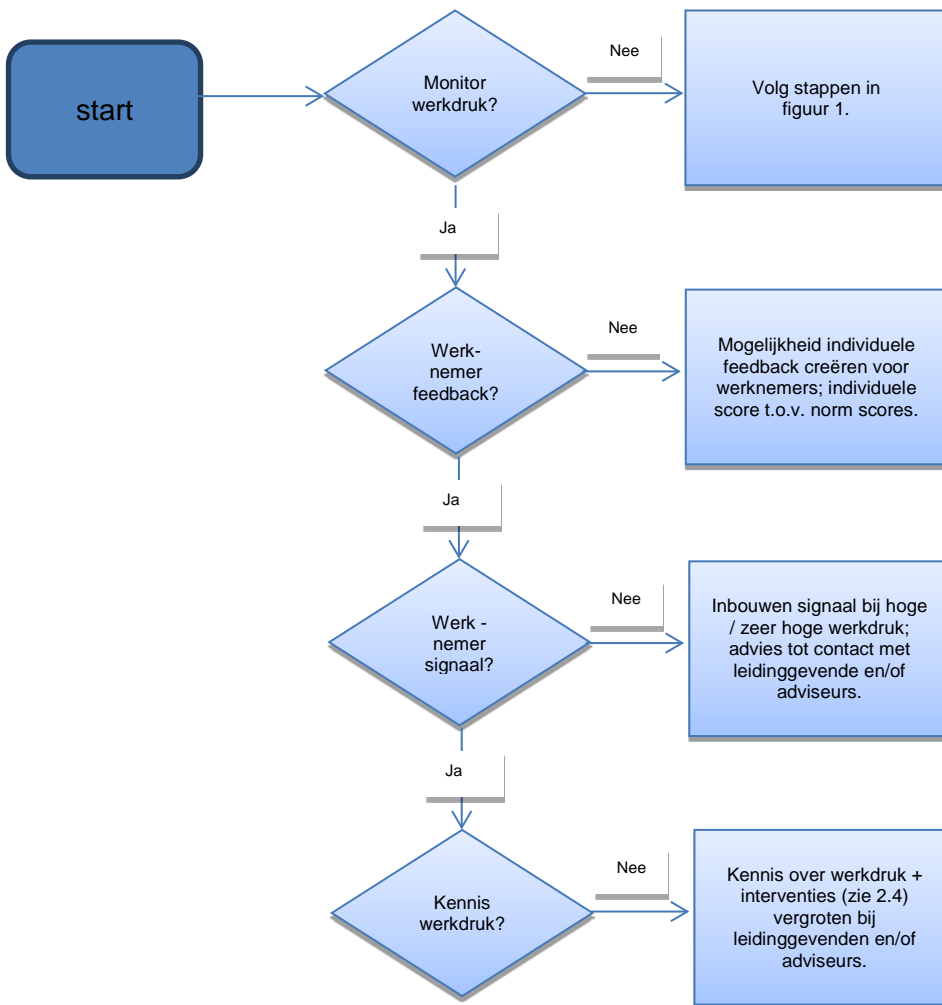 start
Monitor
werkdruk?
Nee
Volg stappen in
figuur 1.
Ja
Werk-
nemer
feedback?
Nee
Mogelijkheid individuele
feedback creëren voor
werknemers; individuele
score t.o.v. norm scores.
Ja
Werk -
nemer
signaal?
Nee
Inbouwen signaal bij hoge
/ zeer hoge werkdruk;
advies tot contact met
leidinggevende en/of
adviseurs.
Ja
Kennis
werkdruk?
Nee
Kennis over werkdruk +
interventies (zie 2.4)
vergroten bij
leidinggevenden en/of
adviseurs.